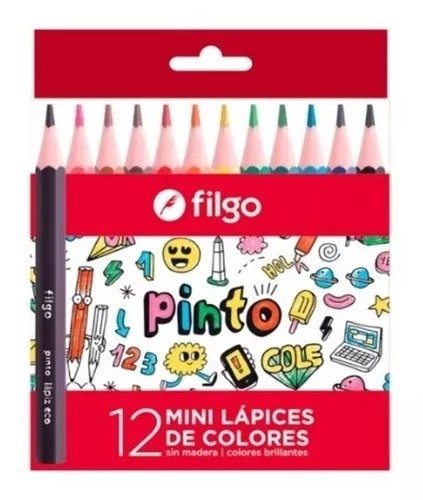 filgo
HOLA
pinto
123
COLE
12 MINI LÁPICES
DE COLORES
sin madera | colores brillantes
filgo pinto lápiz eco